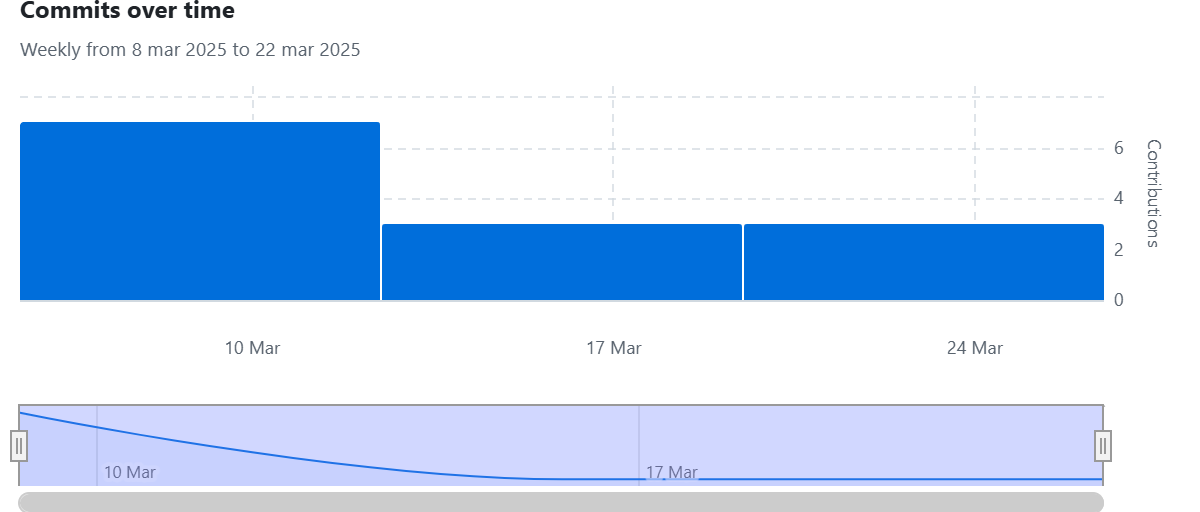 Commits over time
Weekly from 8 mar 2025 to 22 mar 2025
6
4
2
0
Contributions
10 Mar
17 Mar
24 Mar
10 Mar
17 Mar